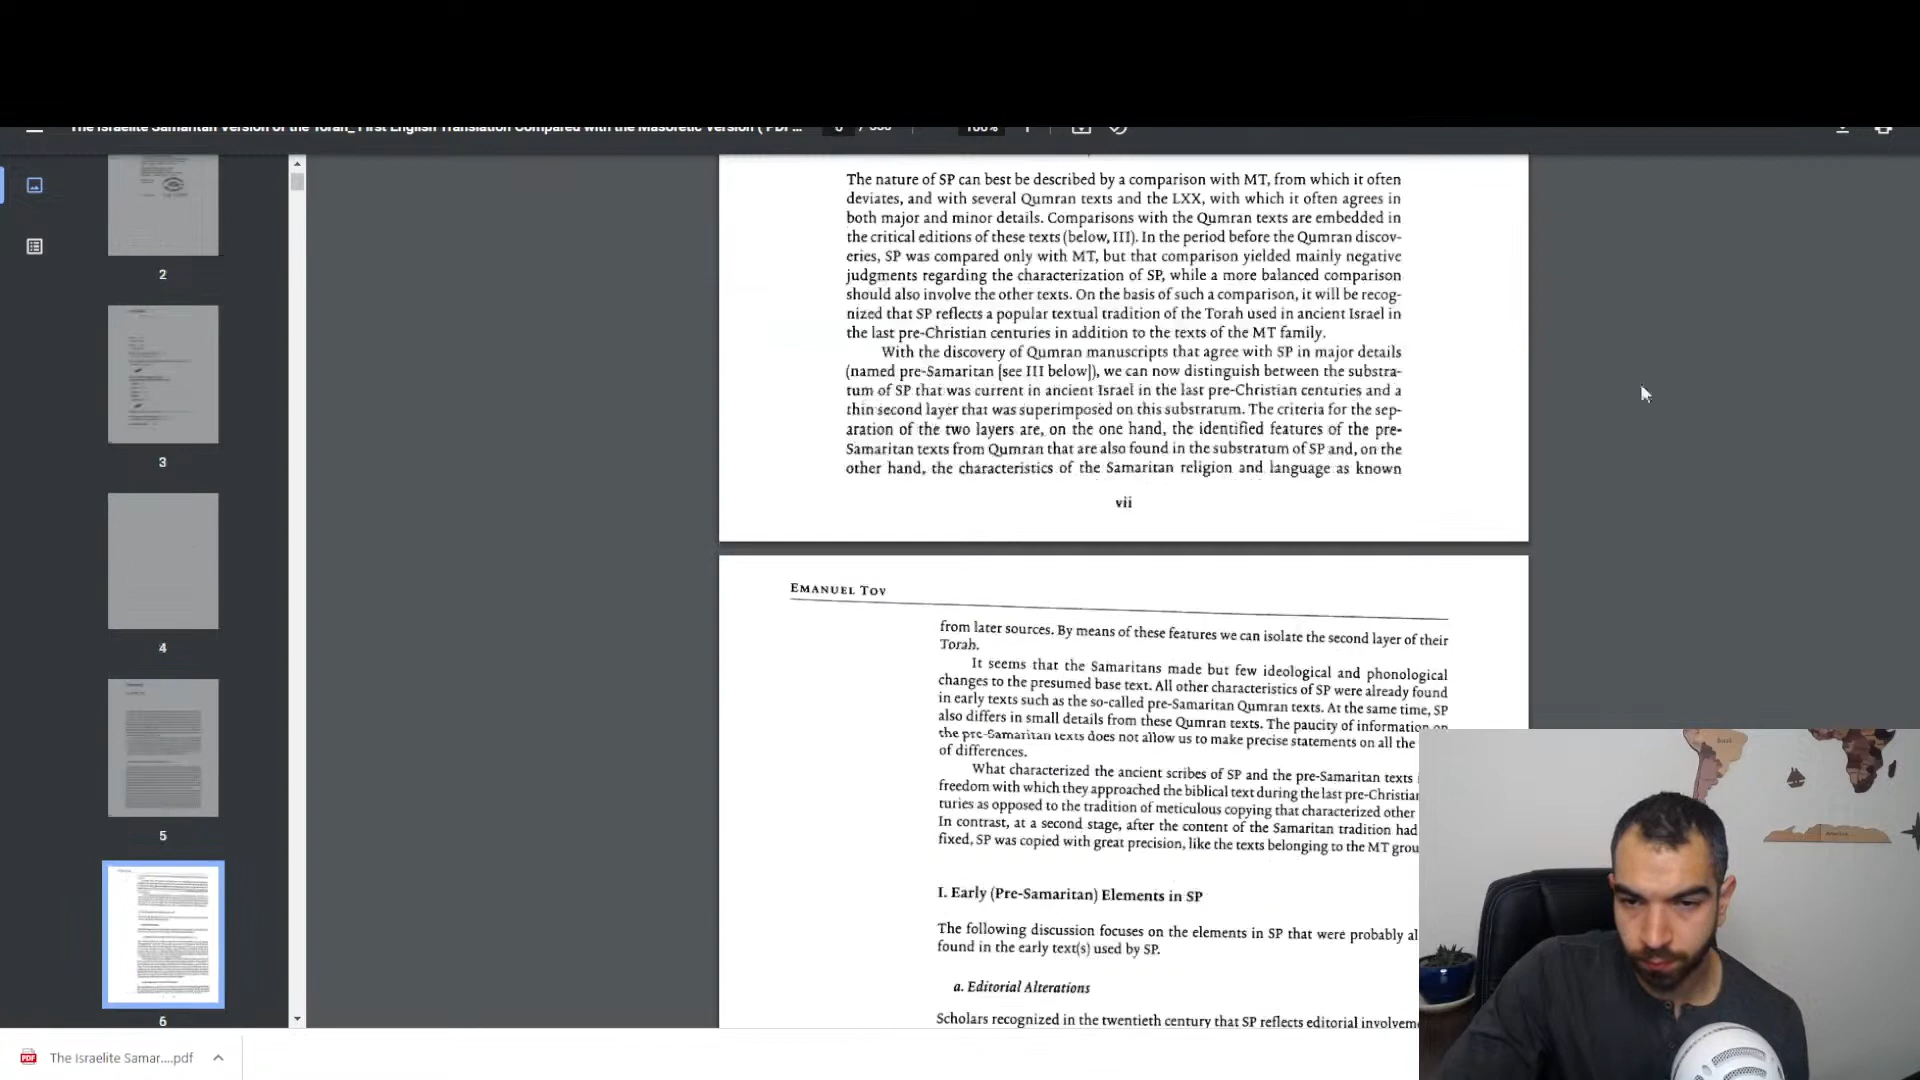 The Israelite Samaritan Version of the Torah_ First English Translation Compared with the Masoretic Version ( PDF...
100%
The nature of SP can best be described by a comparison with MT, from which it often
deviates, and with several Qumran texts and the LXX, with which it often agrees in
both major and minor details. Comparisons with the Qumran texts are embedded in
the critical editions of these texts (below, III). In the period before the Qumran discov-
eries, SP was compared only with MT, but that comparison yielded mainly negative
judgments regarding the characterization of SP, while a more balanced comparison
should also involve the other texts. On the basis of such a comparison, it will be recog-
nized that SP reflects a popular textual tradition of the Torah used in ancient Israel in
the last pre-Christian centuries in addition to the texts of the MT family.
With the discovery of Qumran manuscripts that agree with SP in major details
(named pre-Samaritan [see III below]), we can now distinguish between the substra-
tum of SP that was current in ancient Israel in the last pre-Christian centuries and a
thin second layer that was superimposed on this substratum. The criteria for the sep-
aration of the two layers are, on the one hand, the identified features of the pre-
Samaritan texts from Qumran that are also found in the substratum of SP and, on the
other hand, the characteristics of the Samaritan religion and language as known
vii
EMANUEL TOV
from later sources. By means of these features we can isolate the second layer of their
Torah.
It seems that the Samaritans made but few ideological and phonological
changes to the presumed base text. All other characteristics of SP were already found
in early texts such as the so-called pre-Samaritan Qumran texts. At the same time, SP
also differs in small details from these Qumran texts. The paucity of information on
the pre-Samaritan texts does not allow us to make precise statements on all the
of differences.
What characterized the ancient scribes of SP and the pre-Samaritan texts
freedom with which they approached the biblical text during the last pre-Christian
turies as opposed to the tradition of meticulous copying that characterized other
In contrast, at a second stage, after the content of the Samaritan tradition had
fixed, SP was copied with great precision, like the texts belonging to the MT grou
I. Early (Pre-Samaritan) Elements in SP
The following discussion focuses on the elements in SP that were probably al
found in the early text(s) used by SP.
a. Editorial Alterations
Scholars recognized in the twentieth century that SP reflects editorial involveme
2
3
4
5
6
The Israelite Samar....pdf